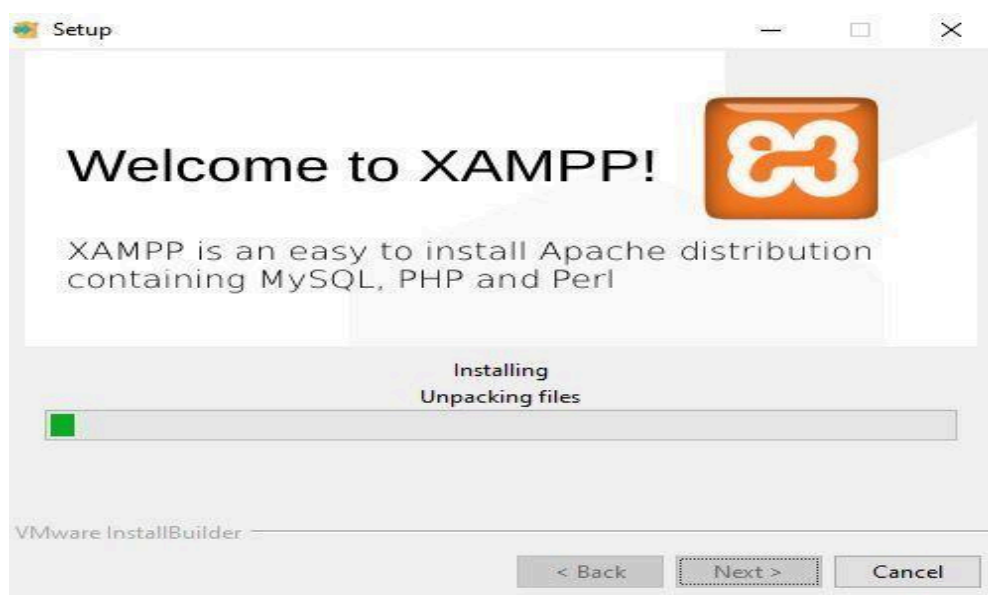 Setup
Welcome to XAMPP!
XAMPP is an easy to install Apache distribution
containing MySQL, PHP and Perl
Installing
Unpacking files
VMware InstallBuilder
< Back
Next >
Cancel